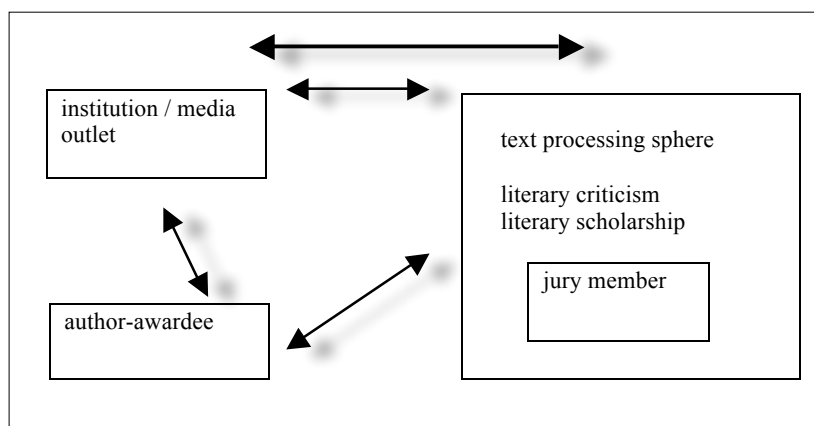 institution / media
outlet
text processing sphere
literary criticism
literary scholarship
jury member
author-awardee